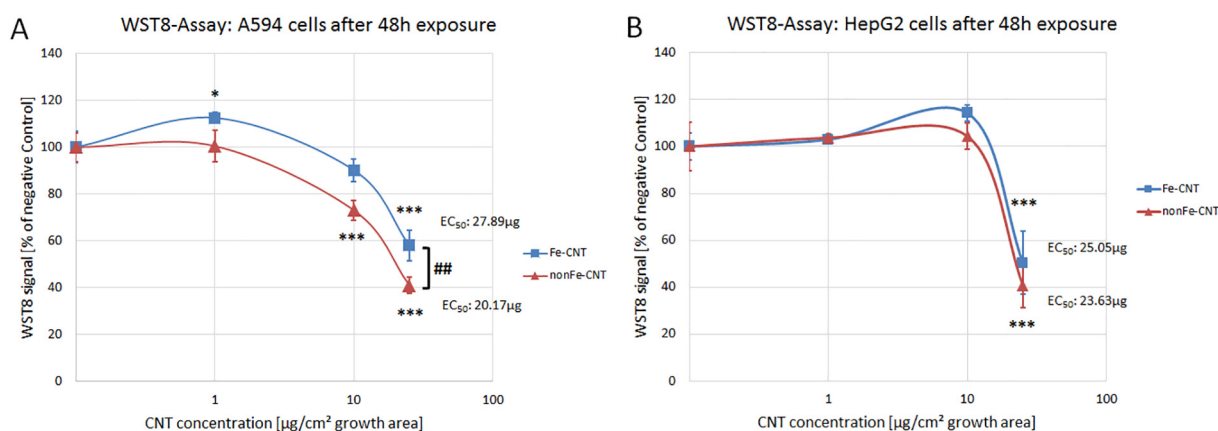 A
WST8-Assay: A594 cells after 48h exposure
WST8 signal [% of negative Control]
140
120
100
80
60
40
20
0
*
***
***
***
##
EC₅₀: 27.89µg
EC₅₀: 20.17µg
Fe-CNT
nonFe-CNT
1
10
100
CNT concentration [µg/cm² growth area]
B
WST8-Assay: HepG2 cells after 48h exposure
WST8 signal [% of negative Control]
140
120
100
80
60
40
20
0
***
***
EC₅₀: 25.05µg
EC₅₀: 23.63µg
Fe-CNT
nonFe-CNT
1
10
100
CNT concentration [µg/cm² growth area]